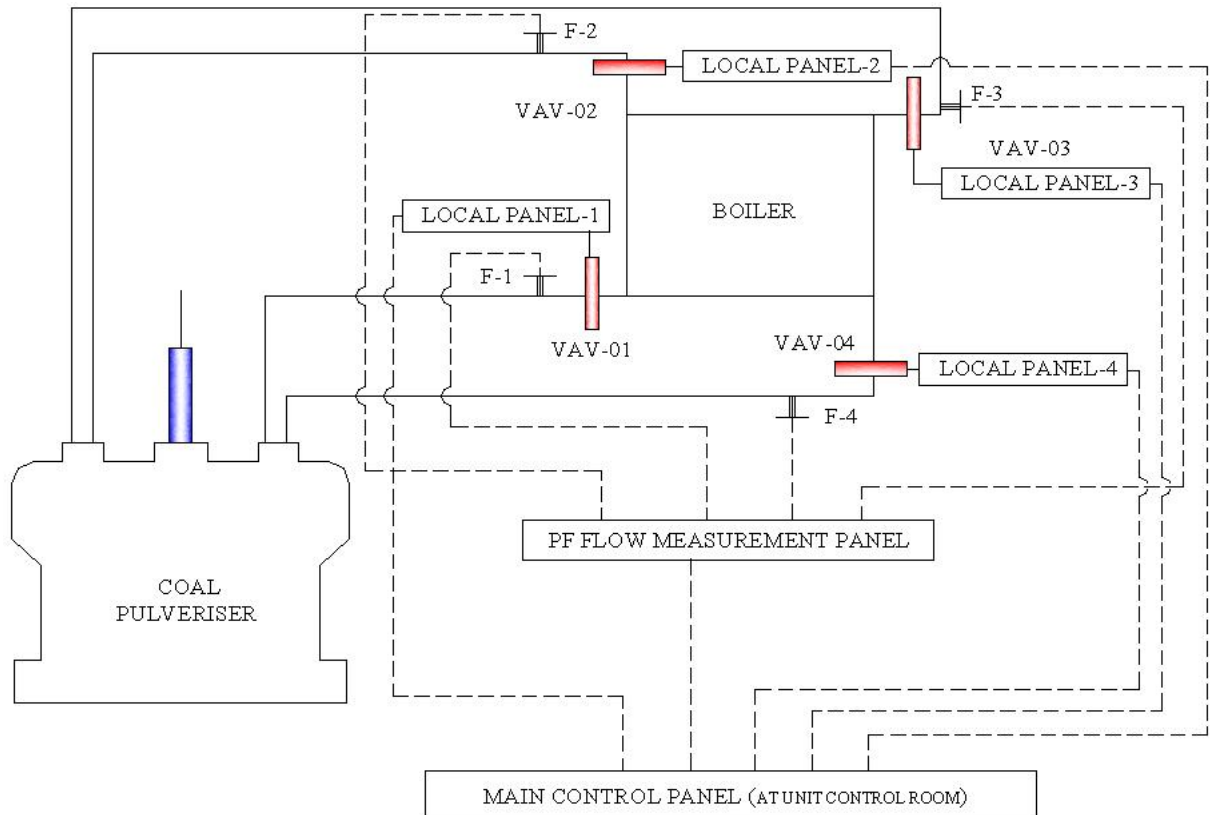 F-2
LOCAL PANEL-2
F-3
VAV-02
VAV-03
LOCAL PANEL-3
LOCAL PANEL-1
BOILER
F-1
VAV-01
VAV-04
LOCAL PANEL-4
F-4
PF FLOW MEASUREMENT PANEL
COAL
PULVERISER
MAIN CONTROL PANEL (AT UNIT CONTROL ROOM)